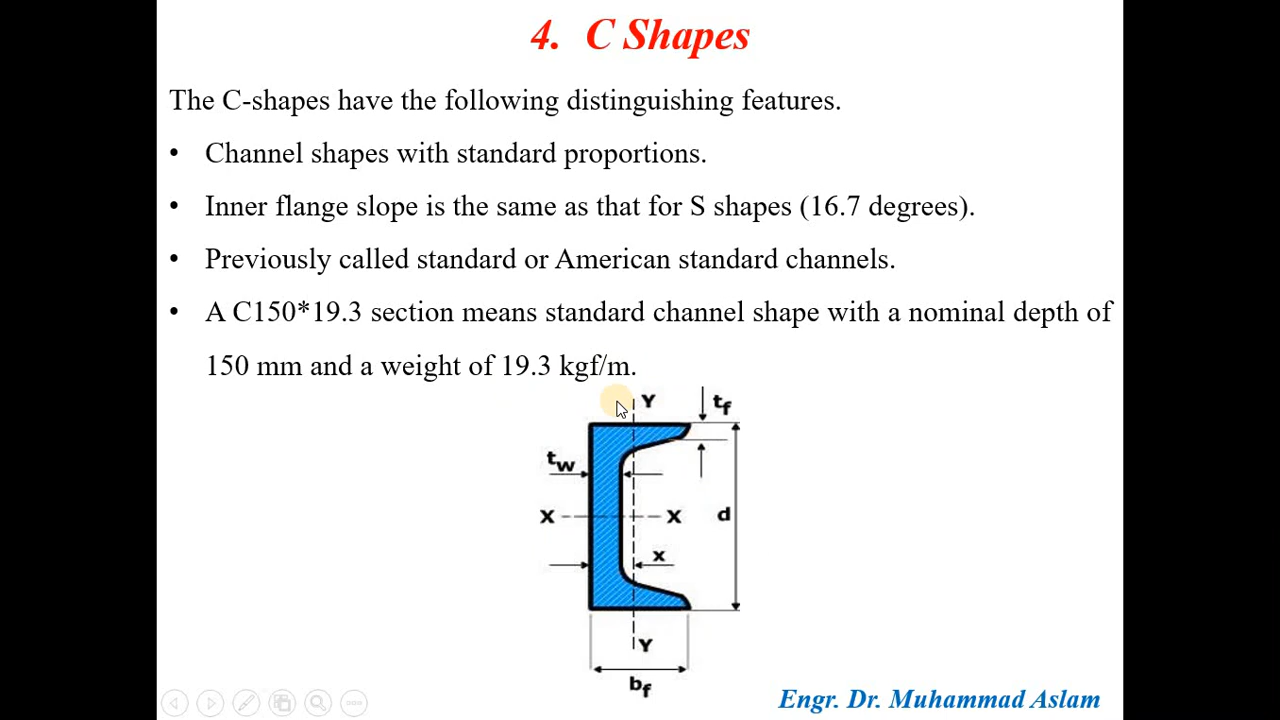 4. C Shapes
The C-shapes have the following distinguishing features.
• Channel shapes with standard proportions.
• Inner flange slope is the same as that for S shapes (16.7 degrees).
• Previously called standard or American standard channels.
• A C150*19.3 section means standard channel shape with a nominal depth of
150 mm and a weight of 19.3 kgf/m.
Y
tf
tw
X
X
d
x
Y
bf
Engr. Dr. Muhammad Aslam